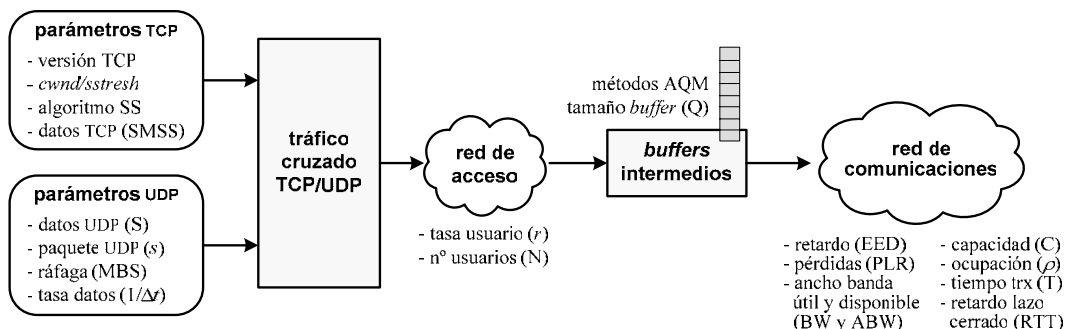 parámetros TCP
- versión TCP
- cwnd/sstresh
- algoritmo SS
- datos TCP (SMSS)
parámetros UDP
- datos UDP (S)
- paquete UDP (s)
- ráfaga (MBS)
- tasa datos (1/Δt)
tráfico
cruzado
TCP/UDP
red de
acceso
- tasa usuario (r)
- nº usuarios (N)
métodos AQM
tamaño buffer (Q)
buffers
intermedios
red de
comunicaciones
- retardo (EED)
- pérdidas (PLR)
- ancho banda
útil y disponible
(BW y ABW)
- capacidad (C)
- ocupación (ρ)
- tiempo trx (T)
- retardo lazo
cerrado (RTT)